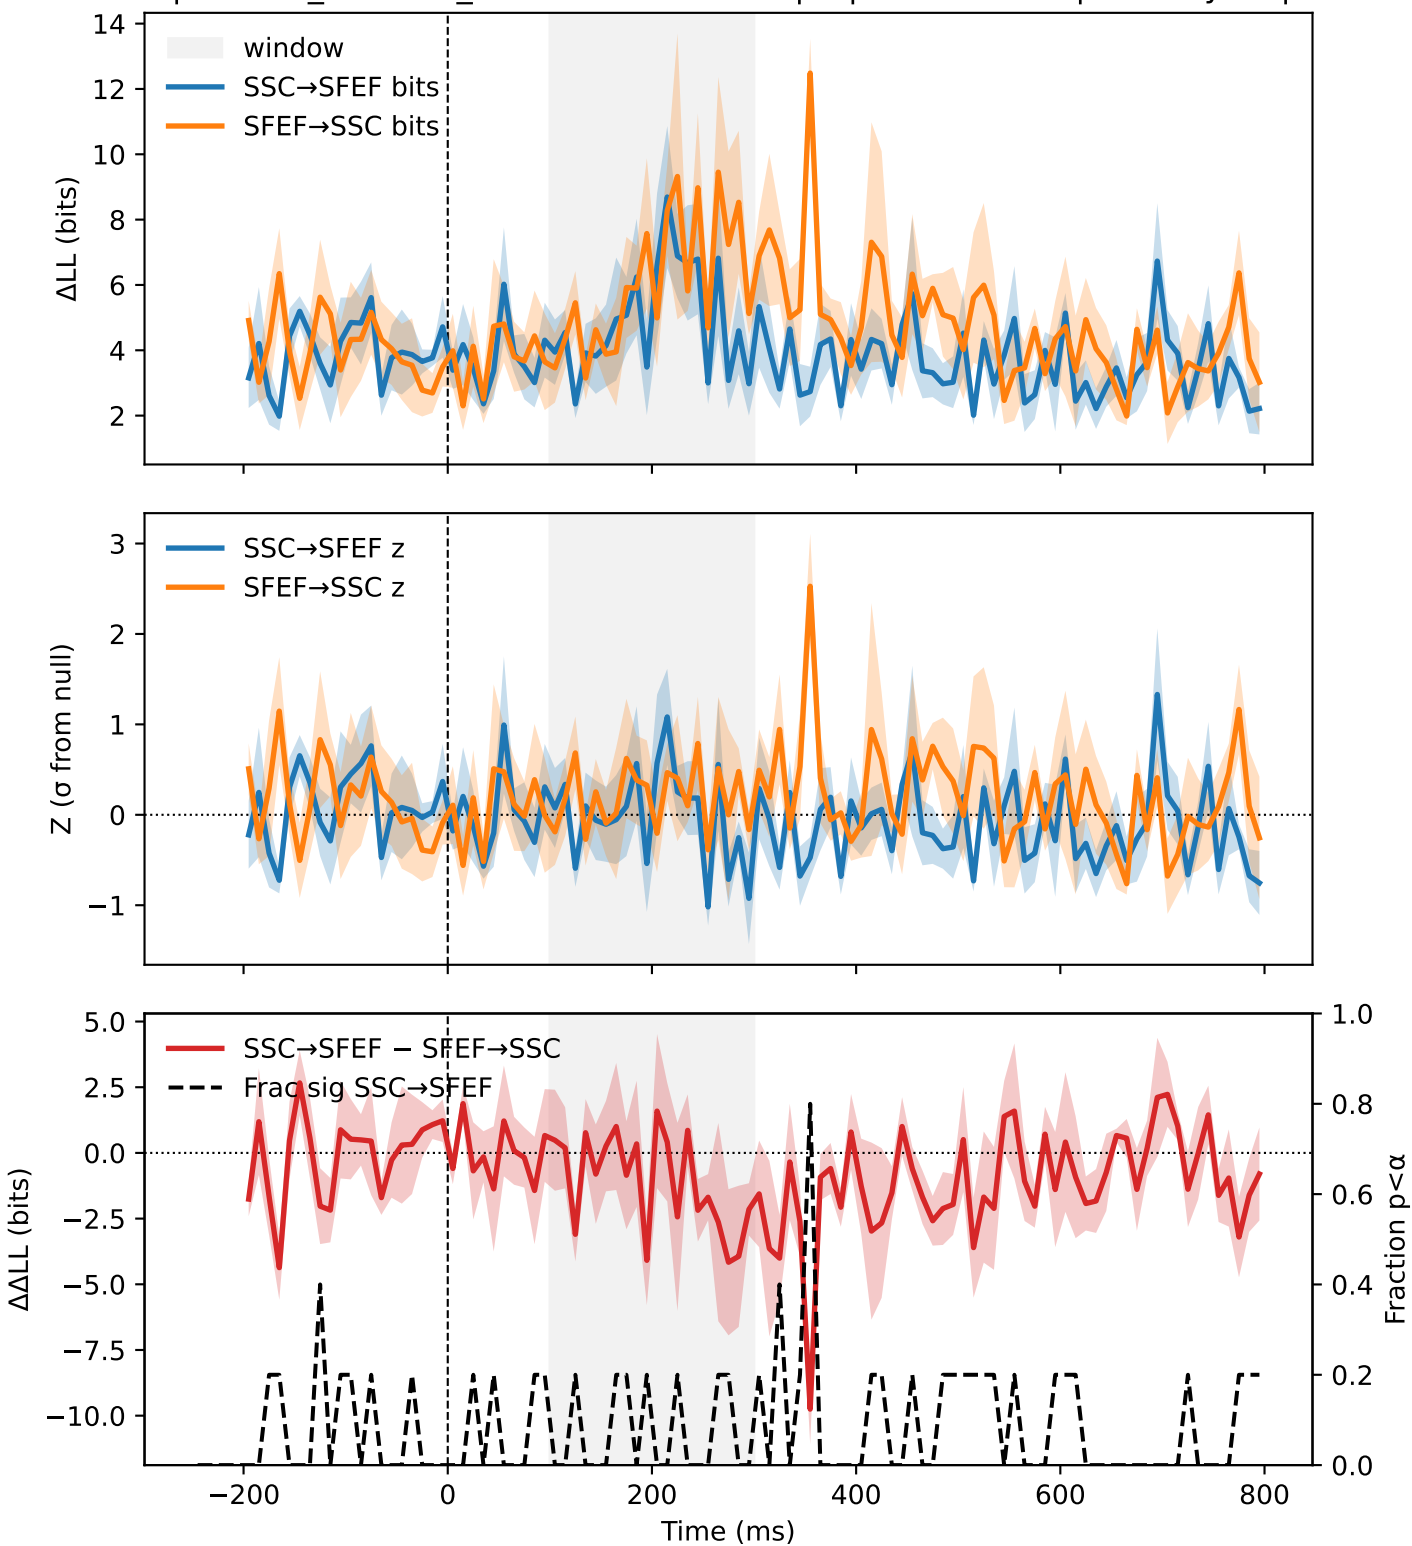 14
12
10
8
6
4
2
ΔLL (bits)
window
SSC→SFEF bits
SFEF→SSC bits
3
2
1
0
−1
Z (σ from null)
SSC→SFEF z
SFEF→SSC z
5.0
2.5
0.0
−2.5
−5.0
−7.5
−10.0
ΔΔLL (bits)
SSC→SFEF − SFEF→SSC
Frac sig SSC→SFEF
1.0
0.8
0.6
0.4
0.2
0.0
Fraction p<α
−200 0 200 400 600 800
Time (ms)